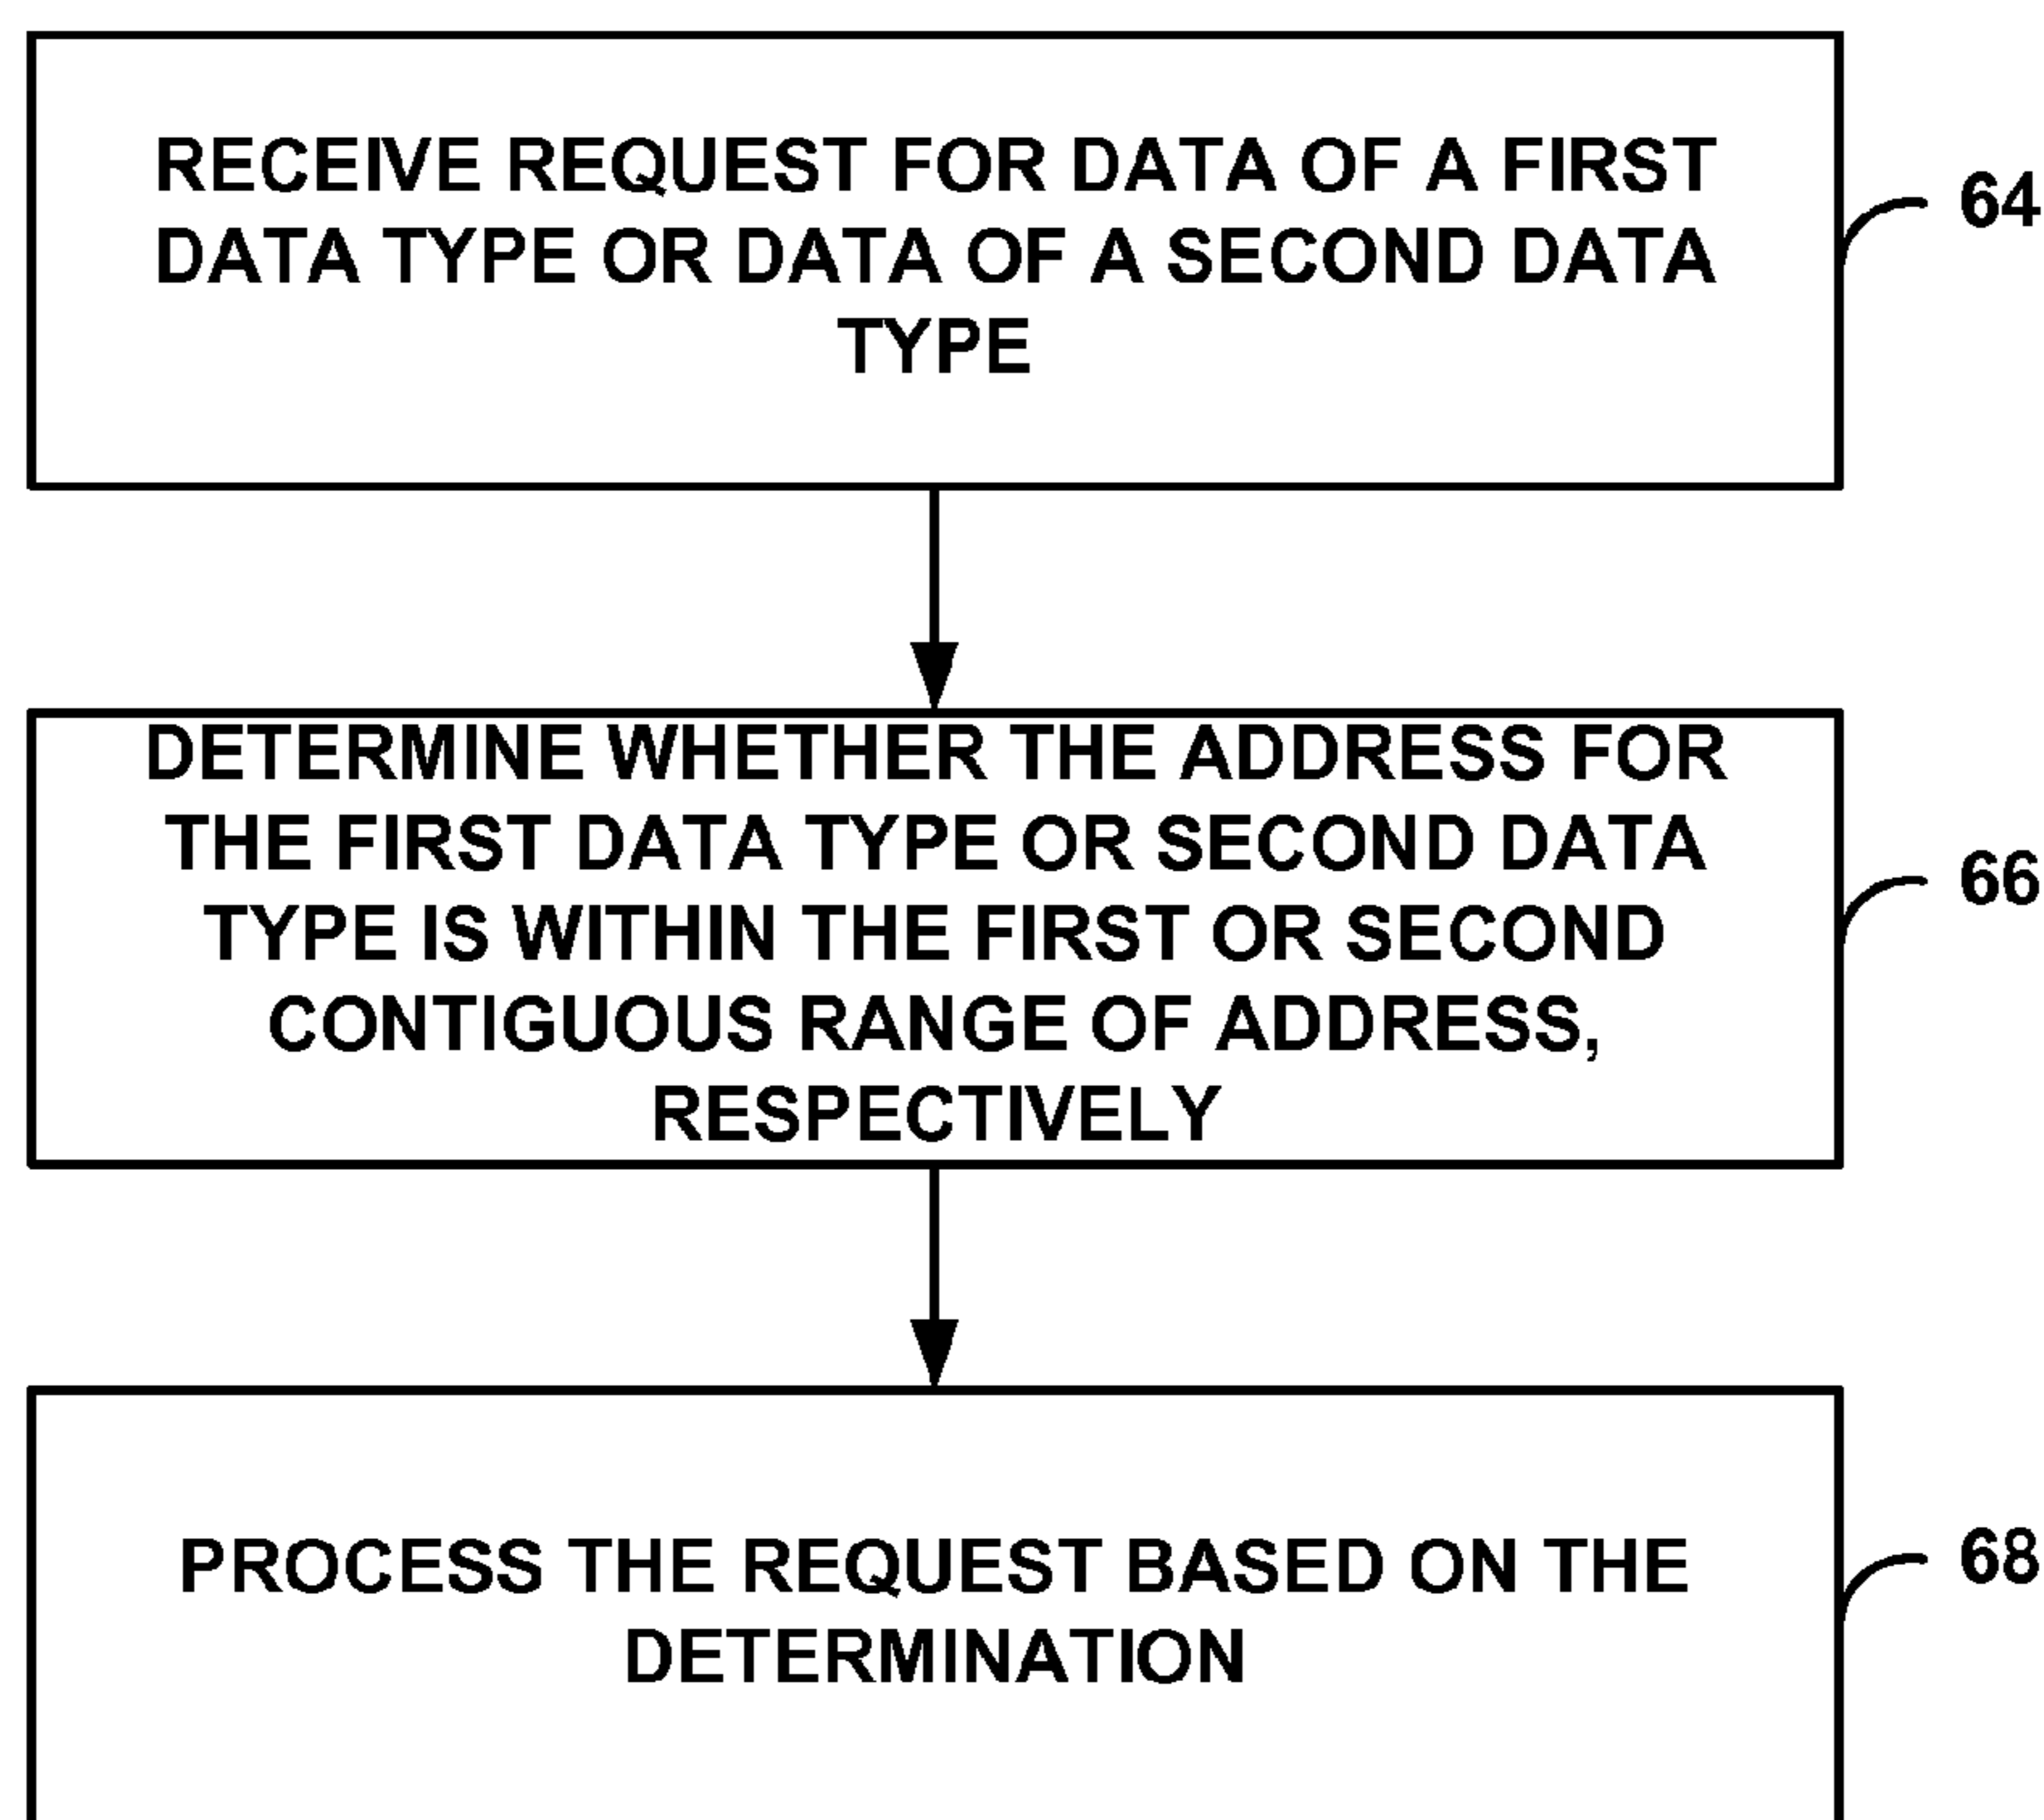 RECEIVE REQUEST FOR DATA OF A FIRST
DATA TYPE OR DATA OF A SECOND DATA
TYPE
64
DETERMINE WHETHER THE ADDRESS FOR
THE FIRST DATA TYPE OR SECOND DATA
TYPE IS WITHIN THE FIRST OR SECOND
CONTIGUOUS RANGE OF ADDRESS,
RESPECTIVELY
66
PROCESS THE REQUEST BASED ON THE
DETERMINATION
68